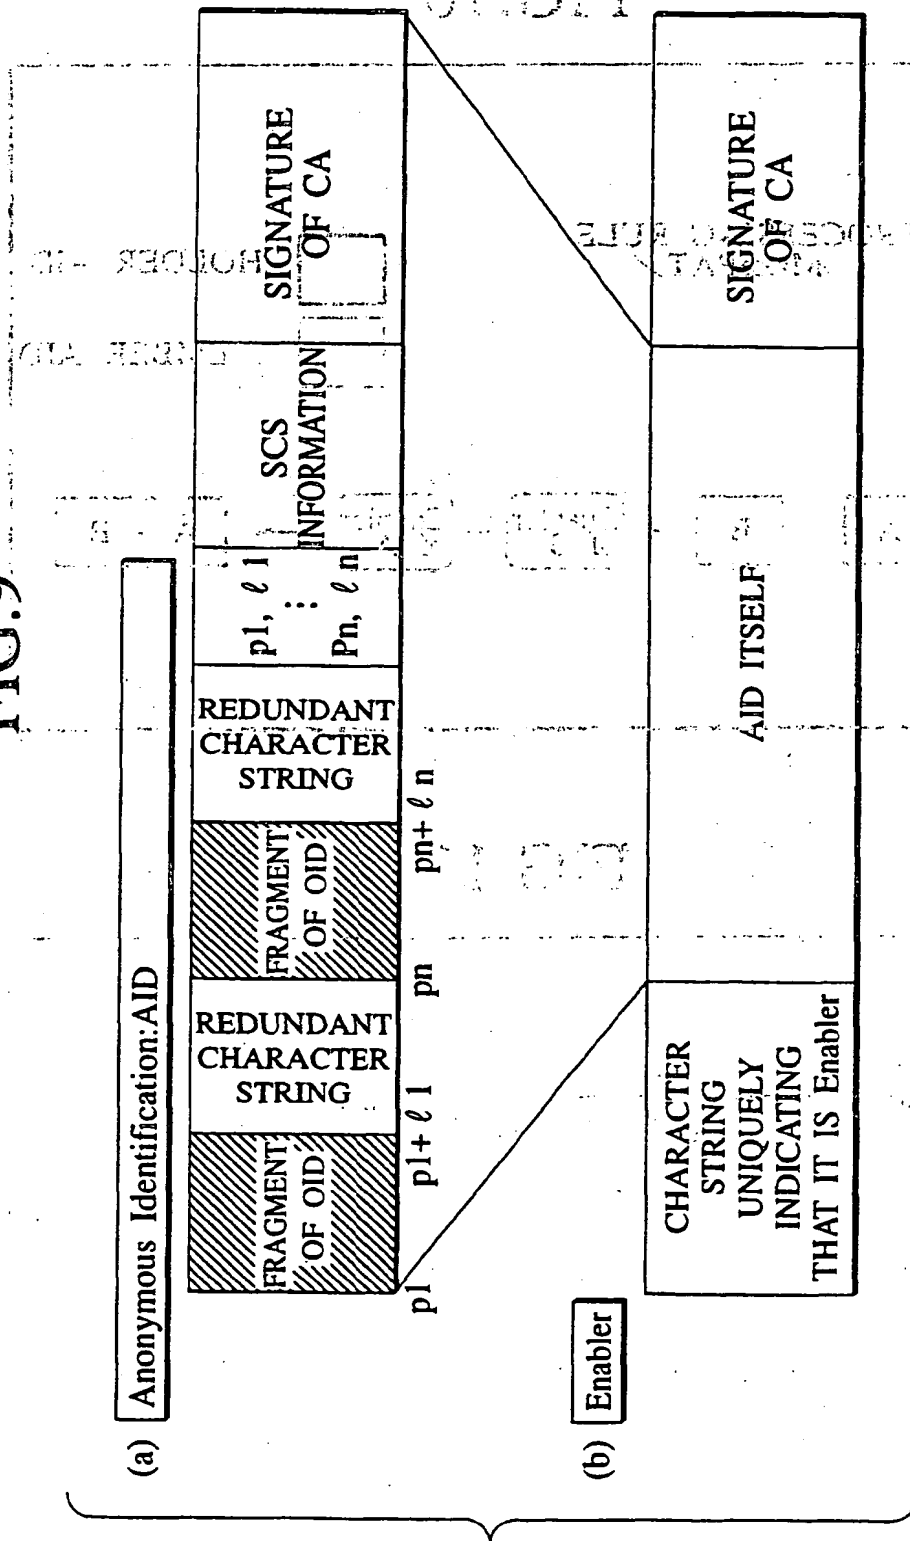 FIG.9
(a) Anonymous Identification:AID
FRAGMENT
OF OID
REDUNDANT
CHARACTER
STRING
FRAGMENT
OF OID
REDUNDANT
CHARACTER
STRING
p1, ℓ 1
⋮
Pn, ℓ n
SCS
INFORMATION
SIGNATURE
OF CA
p1
p1+ ℓ 1
pn
pn+ ℓ n
(b) Enabler
CHARACTER
STRING
UNIQUELY
INDICATING
THAT IT IS Enabler
AID ITSELF
SIGNATURE
OF CA